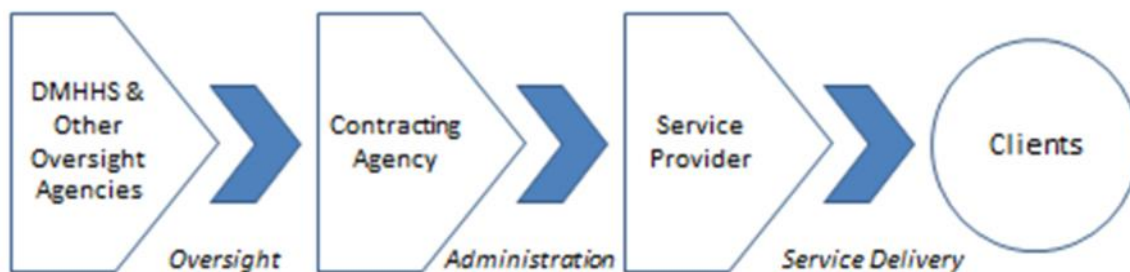 DMHHS &
Other
Oversight
Agencies
Contracting
Agency
Service
Provider
Clients
Oversight
Administration
Service Delivery